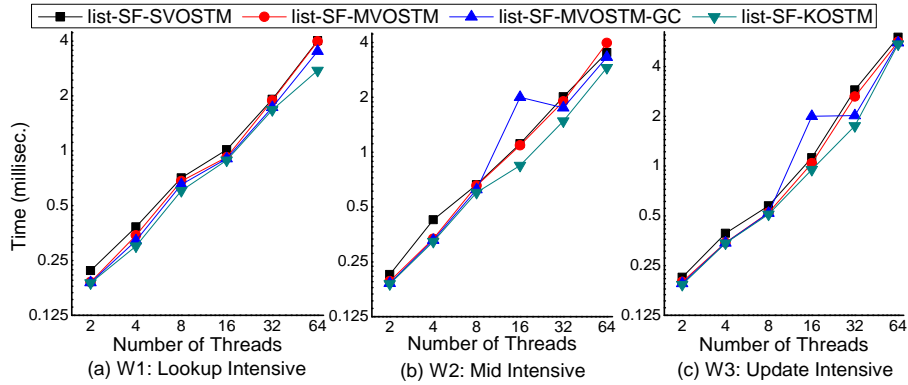 list-SF-SVOSTM list-SF-MVOSTM list-SF-MVOSTM-GC list-SF-KOSTM
Time (millisec.)
4
2
1
0.5
0.25
0.125
2 4 8 16 32 64
Number of Threads
(a) W1: Lookup Intensive
4
2
1
0.5
0.25
0.125
2 4 8 16 32 64
Number of Threads
(b) W2: Mid Intensive
4
2
1
0.5
0.25
0.125
2 4 8 16 32 64
Number of Threads
(c) W3: Update Intensive